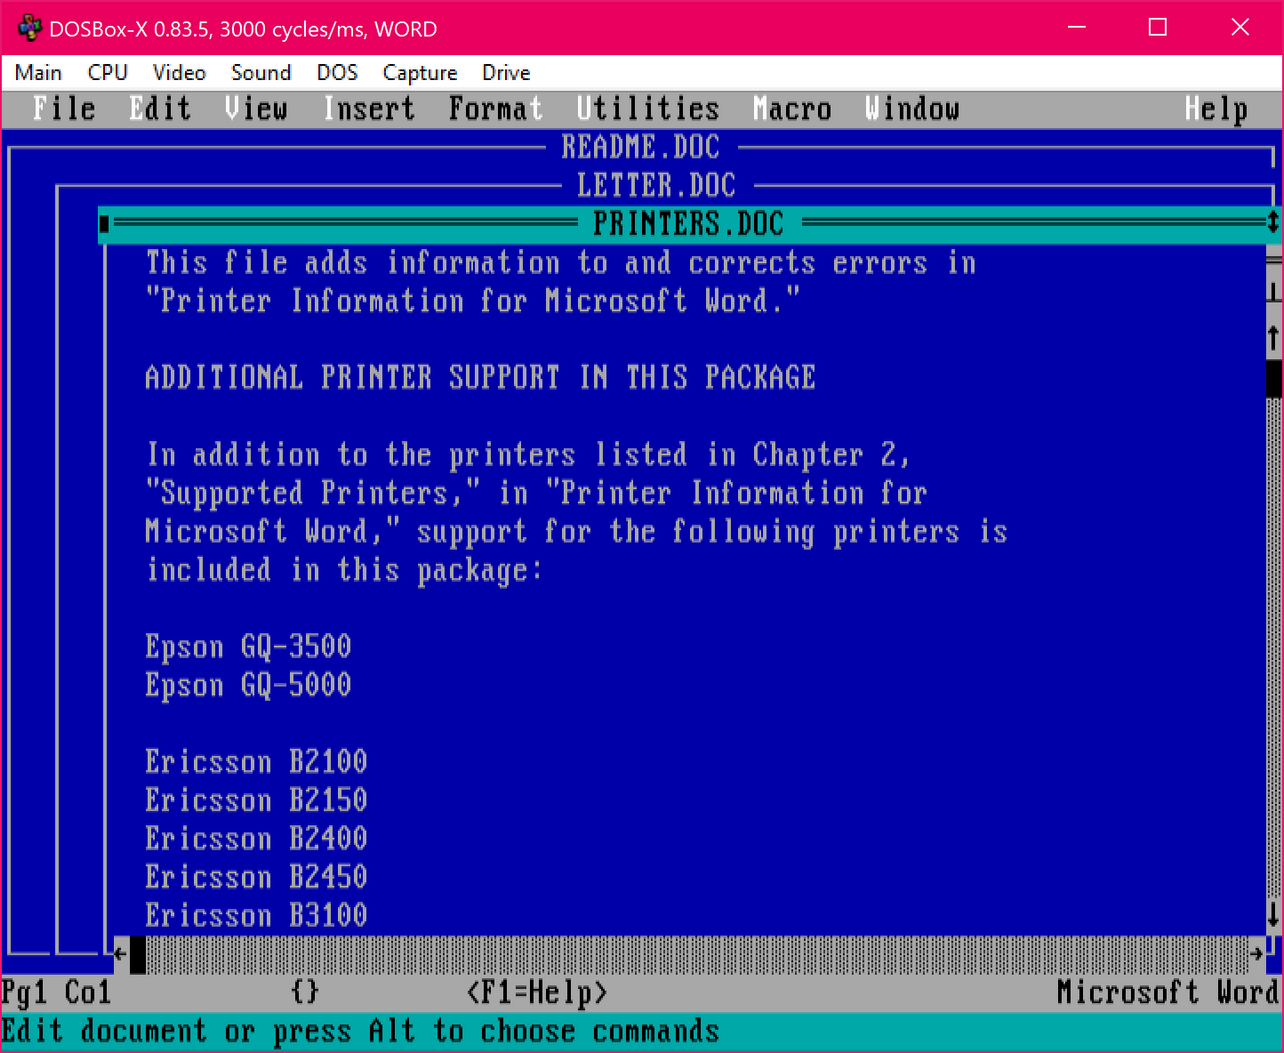 DOSBox-X 0.83.5, 3000 cycles/ms, WORD
Main CPU Video Sound DOS Capture Drive
File Edit View Insert Format Utilities Macro Window Help
README.DOC
LETTER.DOC
PRINTERS.DOC
This file adds information to and corrects errors in
"Printer Information for Microsoft Word."
ADDITIONAL PRINTER SUPPORT IN THIS PACKAGE
In addition to the printers listed in Chapter 2,
"Supported Printers," in "Printer Information for
Microsoft Word," support for the following printers is
included in this package:
Epson GQ-3500
Epson GQ-5000
Ericsson B2100
Ericsson B2150
Ericsson B2400
Ericsson B2450
Ericsson B3100
Pg1 Co1 {} <F1=Help> Microsoft Word
Edit document or press Alt to choose commands